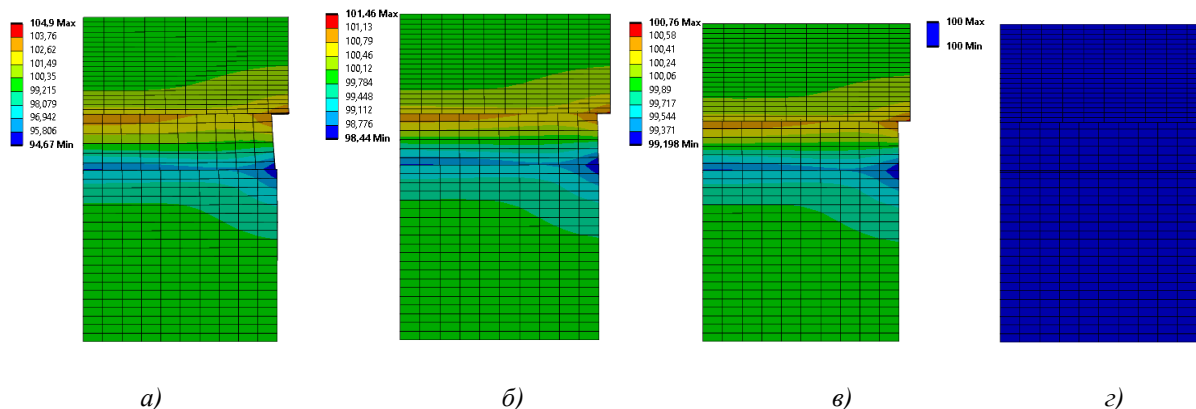 104,9 Max
103,76
102,62
101,49
100,35
99,215
98,079
96,942
95,806
94,67 Min
101,46 Max
101,13
100,79
100,46
100,12
99,784
99,448
99,112
98,776
98,44 Min
100,76 Max
100,58
100,41
100,24
100,06
99,89
99,717
99,544
99,371
99,198 Min
100 Max
100 Min
а)
б)
в)
г)